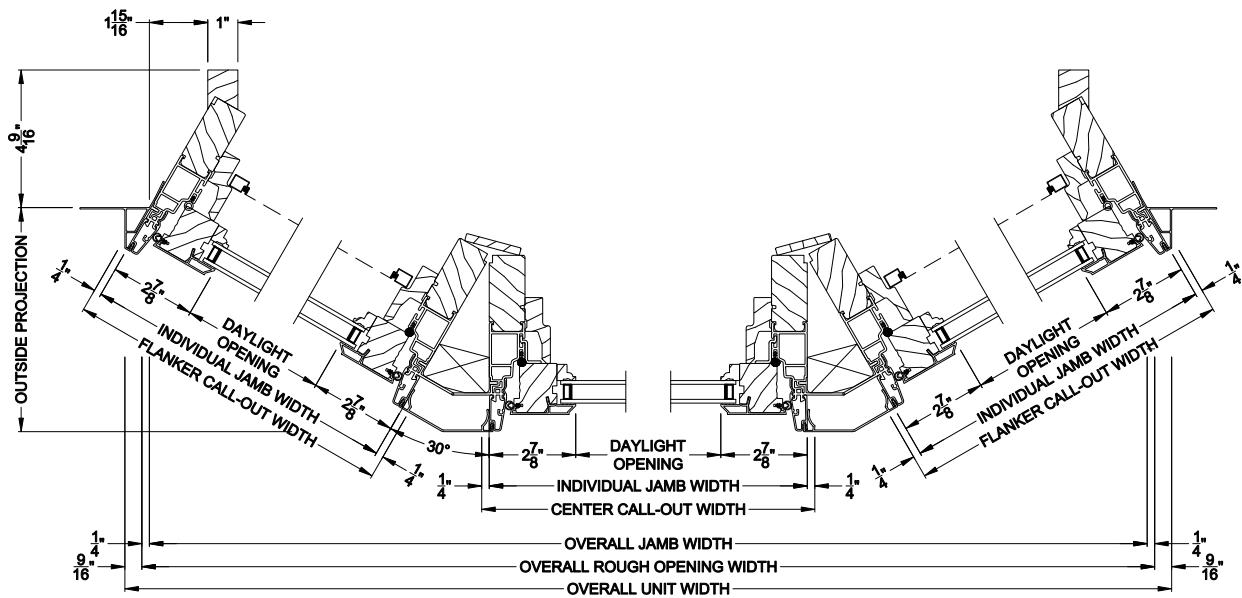 1 15/16" 1"
4 9/16"
OUTSIDE PROJECTION
1/4"
2 7/8"
DAYLIGHT
OPENING
INDIVIDUAL JAMB WIDTH
FLANKER CALL-OUT WIDTH
2 7/8"
1/4"
30°
2 7/8"
DAYLIGHT
OPENING
2 7/8"
1/4"
INDIVIDUAL JAMB WIDTH
1/4"
CENTER CALL-OUT WIDTH
1/4"
2 7/8"
DAYLIGHT
OPENING
INDIVIDUAL JAMB WIDTH
FLANKER CALL-OUT WIDTH
2 7/8"
1/4"
1/4"
OVERALL JAMB WIDTH
1/4"
9/16"
OVERALL ROUGH OPENING WIDTH
9/16"
OVERALL UNIT WIDTH